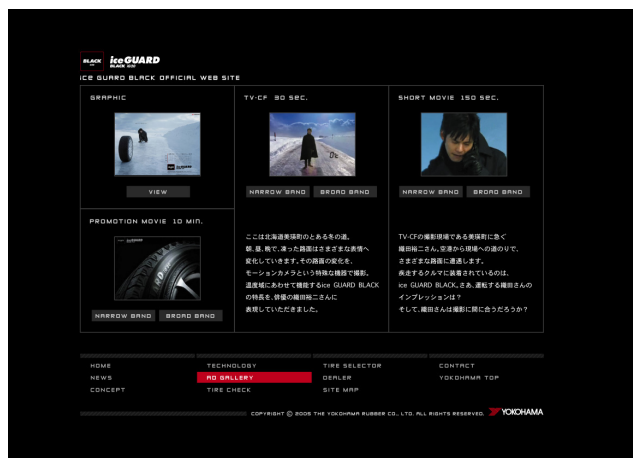 BLACK
iceGUARD
BLACK
ICE GUARD BLACK OFFICIAL WEB SITE
GRAPHIC
VIEW
TV-CF 30 SEC.
0℃
NARROW BAND BROAD BAND
SHORT MOVIE 150 SEC.
NARROW BAND BROAD BAND
PROMOTION MOVIE 10 MIN.
NARROW BAND BROAD BAND
ここは北海道美瑛町のとある冬の道。
朝、昼、晩で、凍った路面はさまざまな表情へ
変化していきます。その路面の変化を、
モーションカメラという特殊な機器で撮影。
温度域にあわせて機能するice GUARD BLACK
の特長を、俳優の織田裕二さんに
表現していただきました。
TV-CFの撮影現場である美瑛町に急ぐ
織田裕二さん。空港から現場への道のりで、
さまざまな路面に遭遇します。
疾走するクルマに装着されているのは、
ice GUARD BLACK。さあ、運転する織田さんの
インプレッションは？
そして、織田さんは撮影に間に合うだろうか？
HOME TECHNOLOGY TIRE SELECTOR CONTACT
NEWS AD GALLERY DEALER YOKOHAMA TOP
CONCEPT TIRE CHECK SITE MAP
COPYRIGHT © 2005 THE YOKOHAMA RUBBER CO., LTD. ALL RIGHTS RESERVED. YOKOHAMA